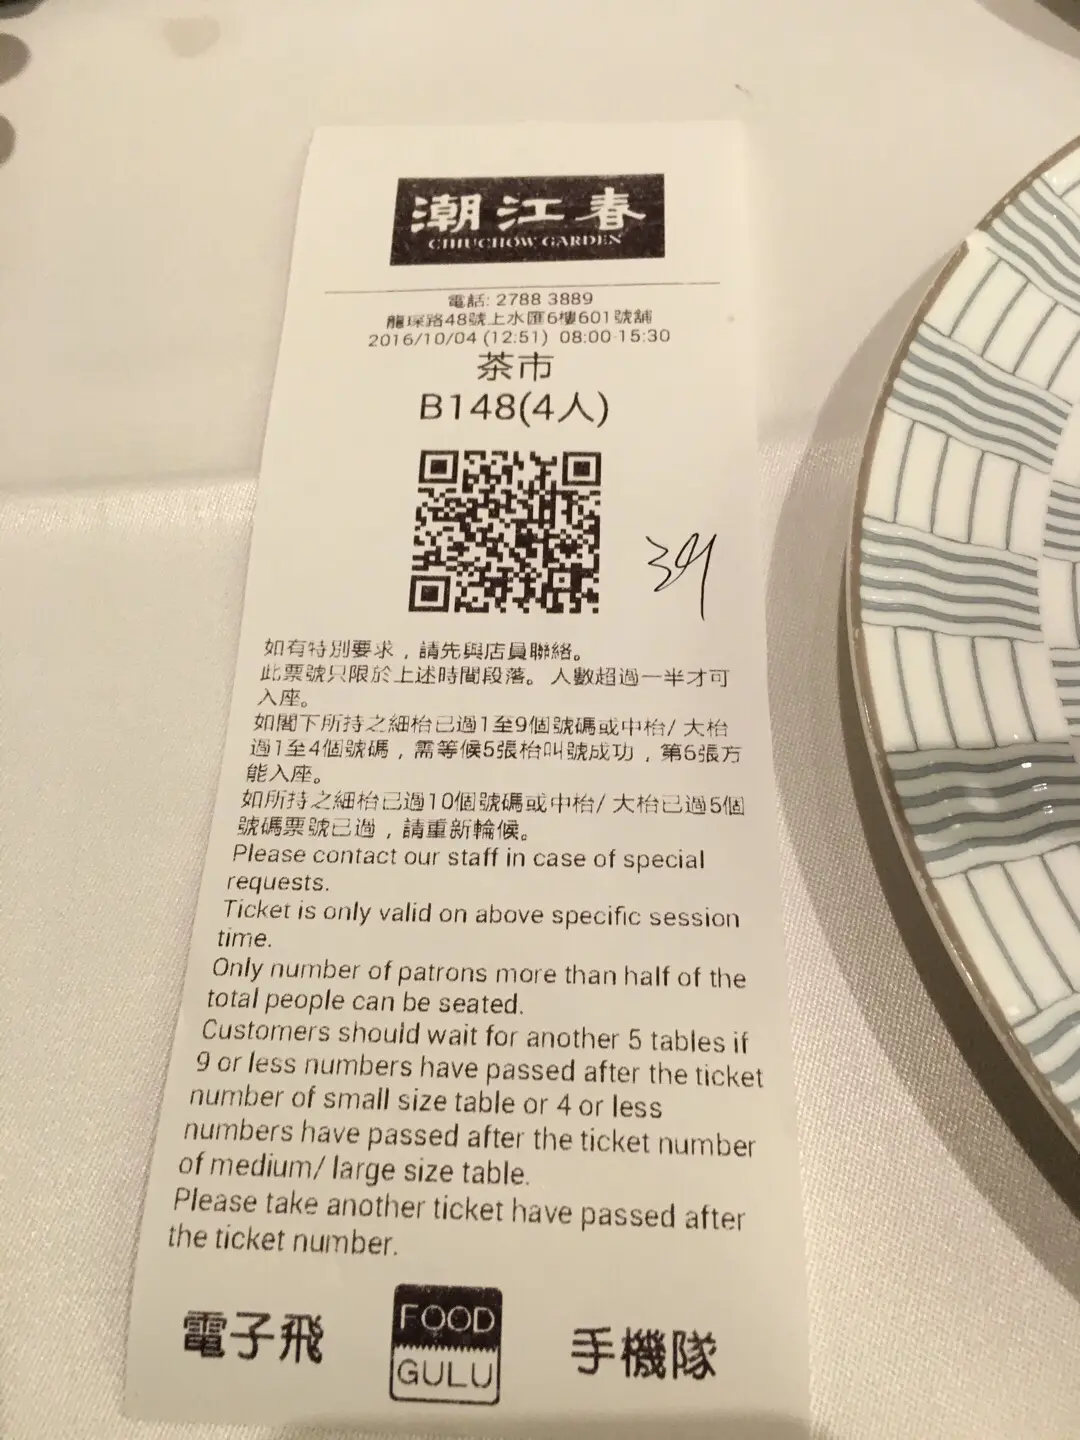 潮江春
CHIUCHOW GARDEN
電話: 2788 3889
龍琛路48號上水匯6樓601號舖
2016/10/04 (12:51) 08:00-15:30
茶市
B148(4人)
39
如有特別要求，請先與店員聯絡。
此票號只限於上述時間段落。人數超過一半才可
入座。
如閣下所持之細枱已過1至9個號碼或中枱/ 大枱
過1至4個號碼，需等候5張枱叫號成功，第6張方
能入座。
如所持之細枱已過10個號碼或中枱/ 大枱已過5個
號碼票號已過，請重新輪候。
Please contact our staff in case of special
requests.
Ticket is only valid on above specific session
time.
Only number of patrons more than half of the
total people can be seated.
Customers should wait for another 5 tables if
9 or less numbers have passed after the ticket
number of small size table or 4 or less
numbers have passed after the ticket number
of medium/ large size table.
Please take another ticket have passed after
the ticket number.
電子飛 FOOD GULU 手機隊